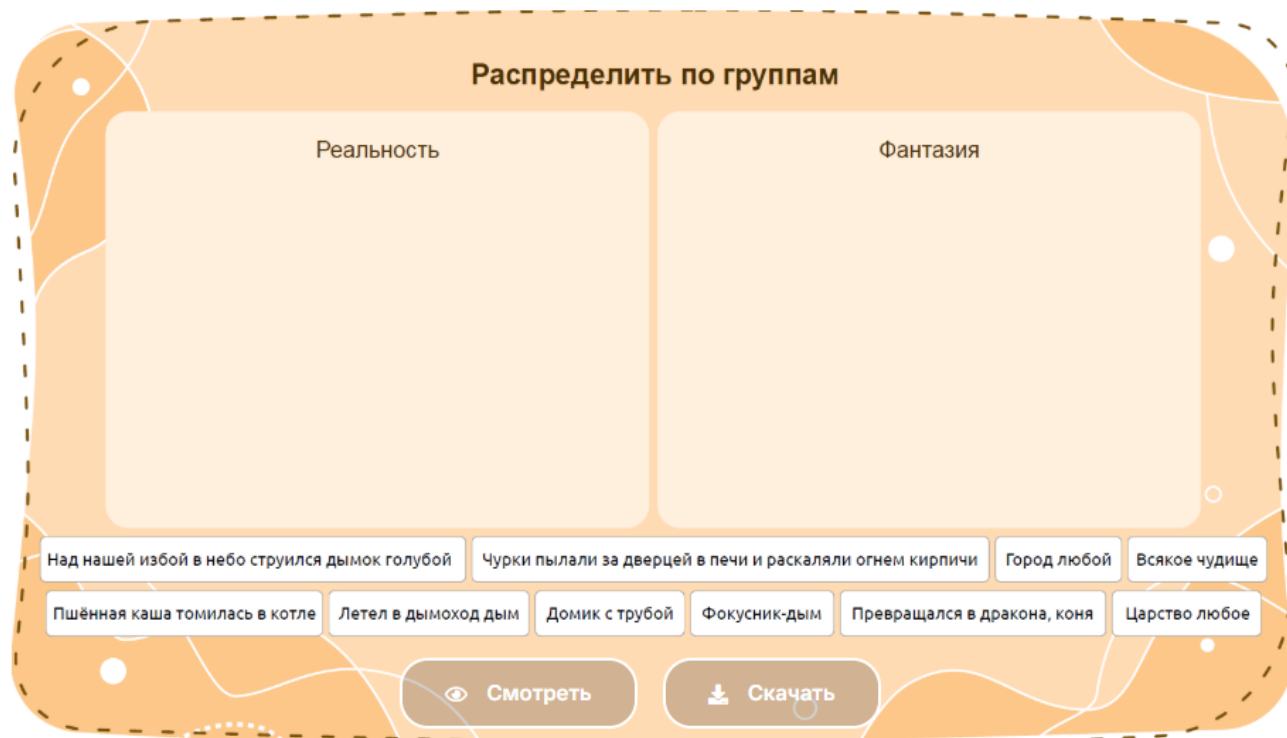 Распределить по группам
Реальность
Фантазия
Над нашей избой в небо струился дымок голубой
Чурки пылали за дверцей в печи и раскаляли огнем кирпичи
Город любой
Всякое чудище
Пшённая каша томилась в котле
Летел в дымоход дым
Домик с трубой
Фокусник-дым
Превращался в дракона, коня
Царство любое
Смотреть
Скачать